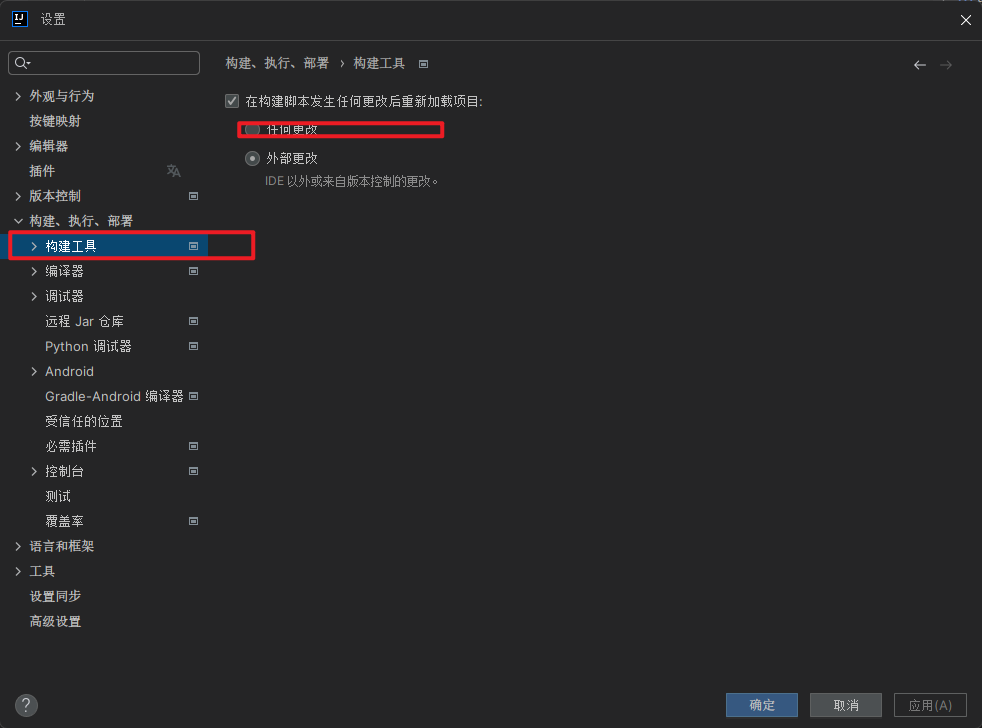 设置
构建、执行、部署 › 构建工具
外观与行为
按键映射
编辑器
插件
版本控制
构建、执行、部署
构建工具
编译器
调试器
远程 Jar 仓库
Python 调试器
Android
Gradle-Android 编译器
受信任的位置
必需插件
控制台
测试
覆盖率
语言和框架
工具
设置同步
高级设置
在构建脚本发生任何更改后重新加载项目:
任何更改
外部更改
IDE 以外或来自版本控制的更改。
?
确定
取消
应用(A)